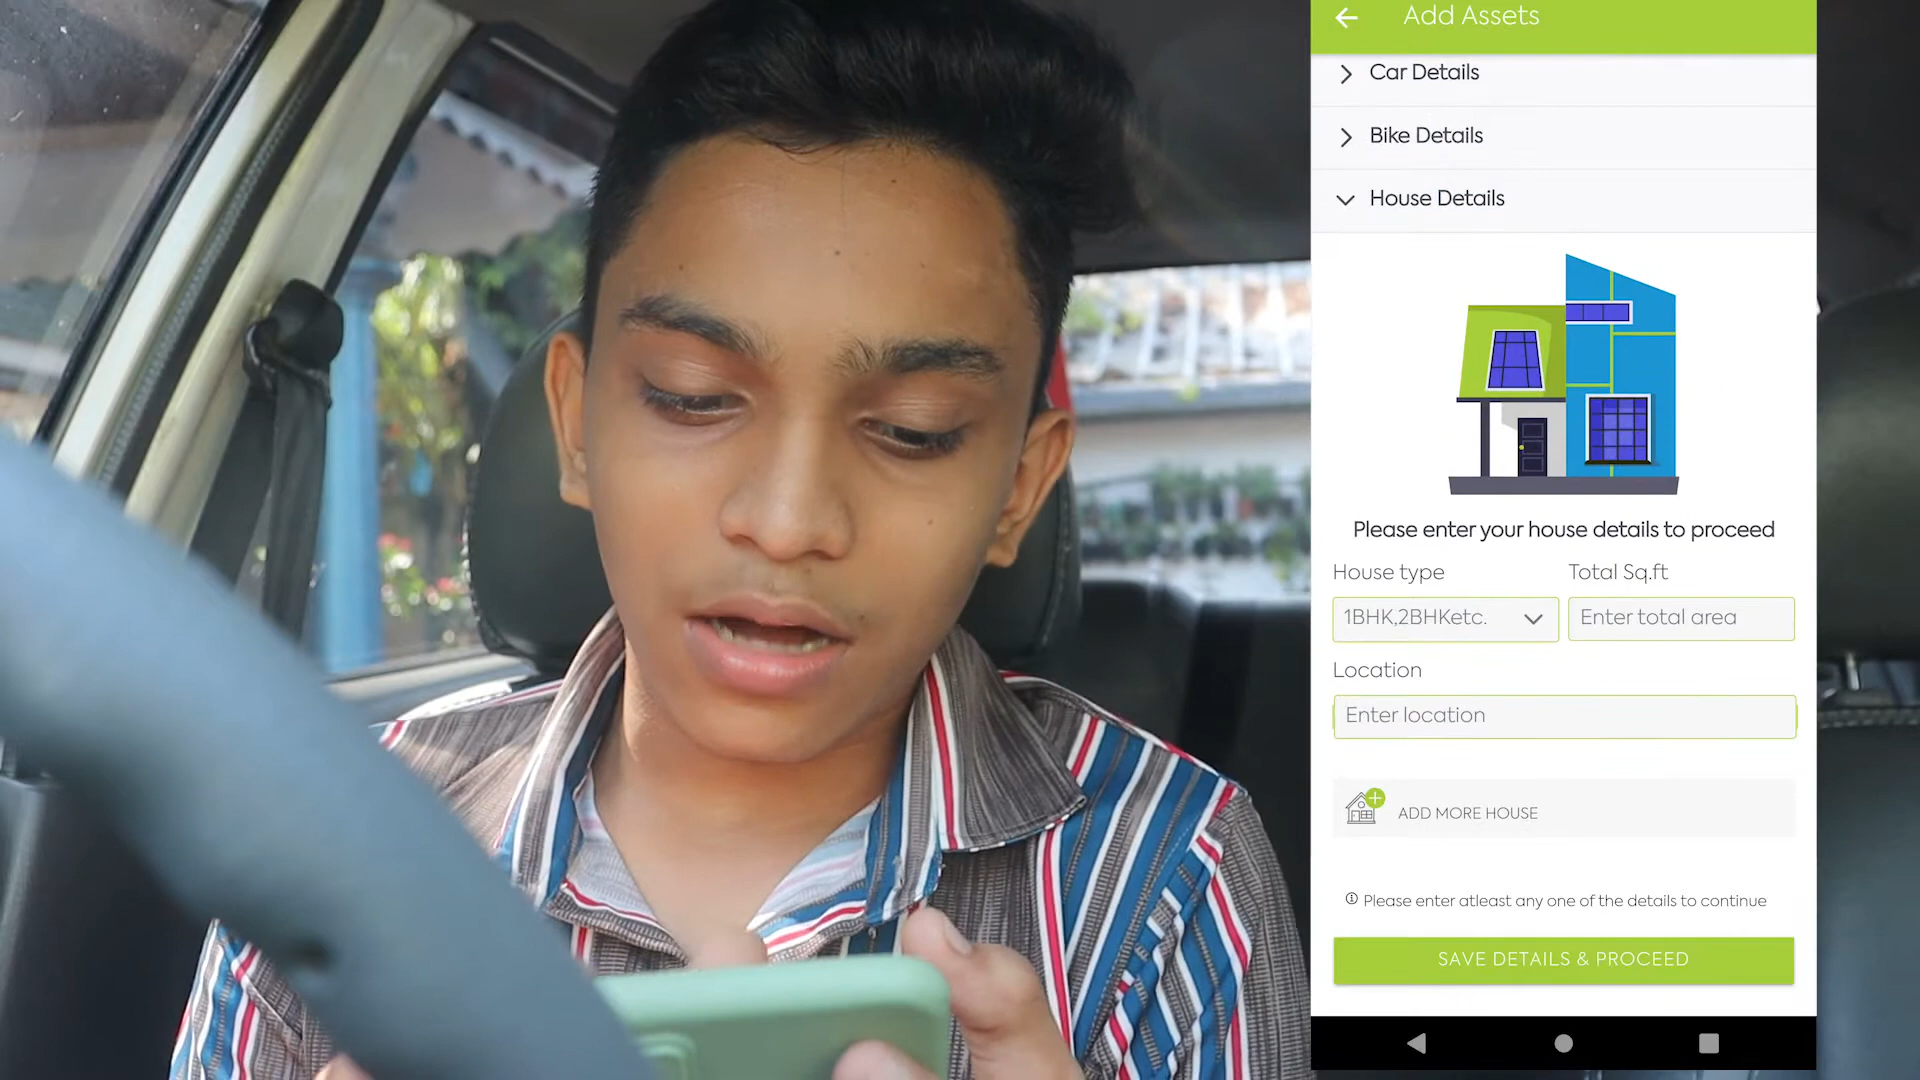 Add Assets
Car Details
Bike Details
House Details
Please enter your house details to proceed
House type
Total Sq.ft
1BHK,2BHKetc.
Enter total area
Location
Enter location
ADD MORE HOUSE
Please enter atleast any one of the details to continue
SAVE DETAILS & PROCEED